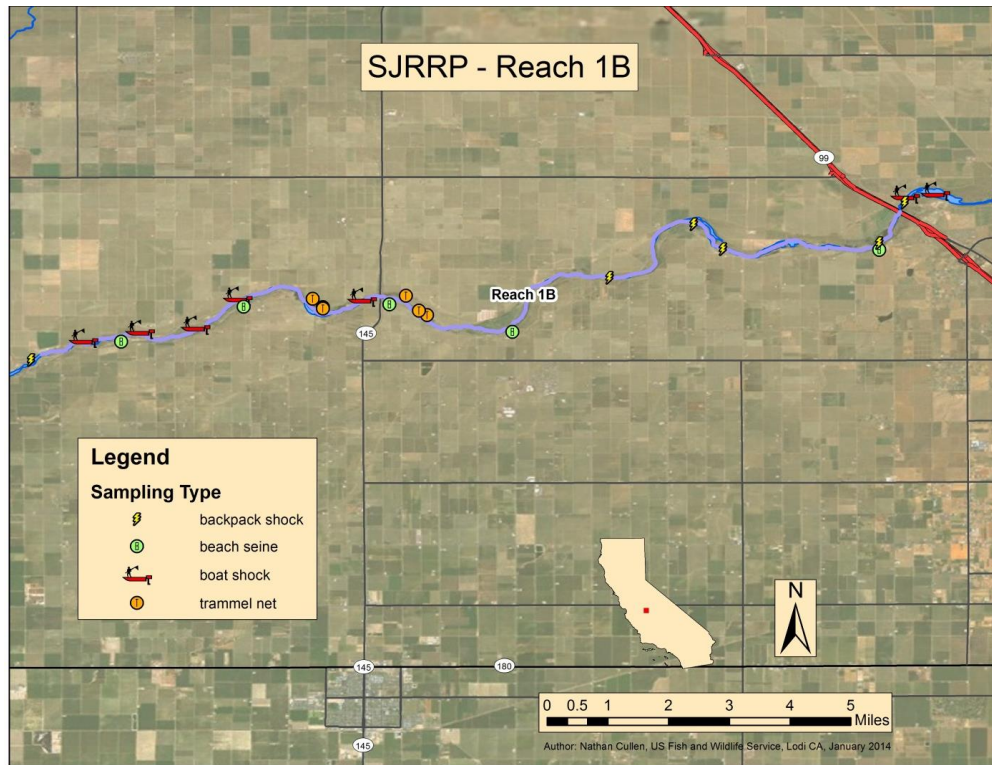 SJRRP - Reach 1B
99
Reach 1B
145
Legend
Sampling Type
backpack shock
beach seine
boat shock
trammel net
N
145
180
0 0.5 1 2 3 4 5
Miles
145
Author: Nathan Cullen, US Fish and Wildlife Service, Lodi CA, January 2014